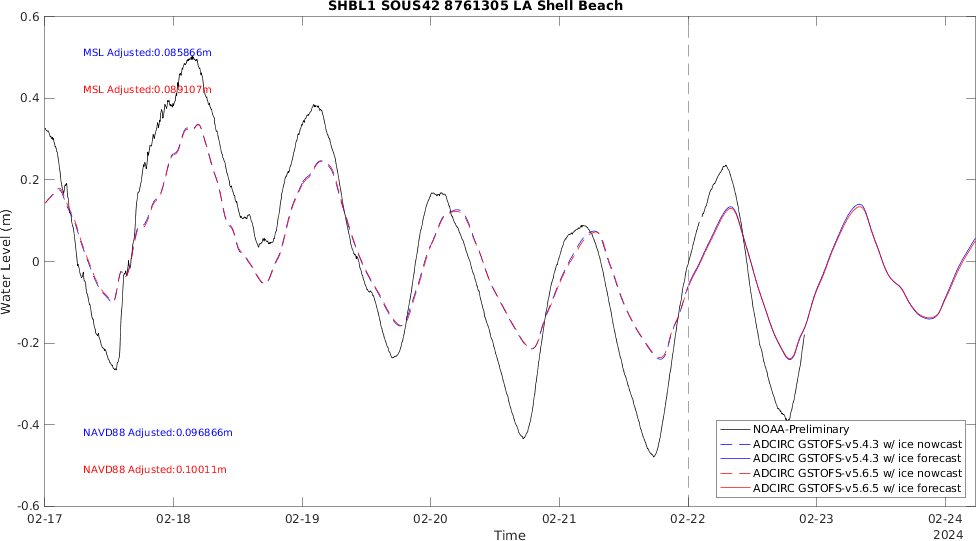 SHBL1 SOUS42 8761305 LA Shell Beach
MSL Adjusted:0.085866m
MSL Adjusted:0.089107m
NAVD88 Adjusted:0.096866m
NAVD88 Adjusted:0.10011m
Water Level (m)
0.6
0.4
0.2
0
-0.2
-0.4
-0.6
02-17
02-18
02-19
02-20
02-21
02-22
02-23
02-24
2024
Time
NOAA-Preliminary
ADCIRC GSTOFS-v5.4.3 w/ ice nowcast
ADCIRC GSTOFS-v5.4.3 w/ ice forecast
ADCIRC GSTOFS-v5.6.5 w/ ice nowcast
ADCIRC GSTOFS-v5.6.5 w/ ice forecast